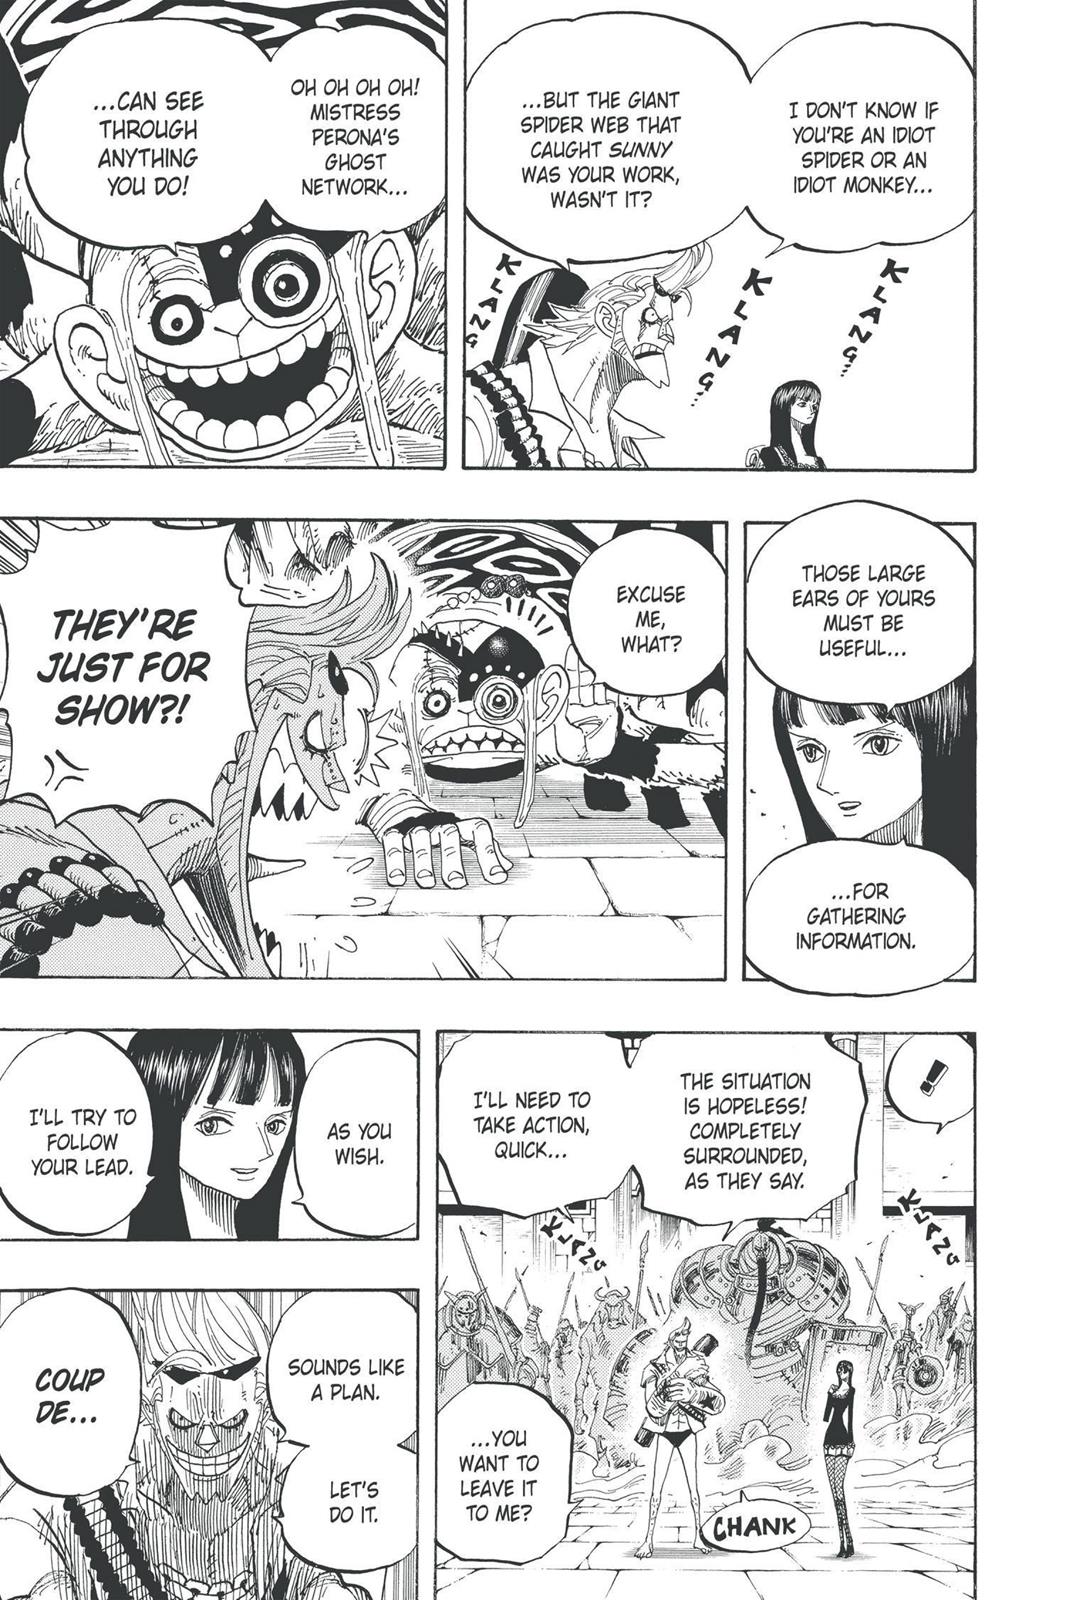 I DON'T KNOW IF
YOU'RE AN IDIOT
SPIDER OR AN
IDIOT MONKEY...
...BUT THE GIANT
SPIDER WEB THAT
CAUGHT SUNNY
WAS YOUR WORK,
WASN'T IT?
KLANG...
KLANG...
KLANG
OH OH OH OH!
MISTRESS
PERONA'S
GHOST
NETWORK...
...CAN SEE
THROUGH
ANYTHING
YOU DO!
THOSE LARGE
EARS OF YOURS
MUST BE
USEFUL...
...FOR
GATHERING
INFORMATION.
EXCUSE
ME,
WHAT?
THEY'RE
JUST FOR
SHOW?!
!
THE SITUATION
IS HOPELESS!
COMPLETELY
SURROUNDED,
AS THEY SAY.
I'LL NEED TO
TAKE ACTION,
QUICK...
KLANG
KLANG
...YOU
WANT TO
LEAVE IT
TO ME?
CHANK
AS YOU
WISH.
I'LL TRY TO
FOLLOW
YOUR LEAD.
SOUNDS LIKE
A PLAN.
LET'S
DO IT.
COUP
DE...